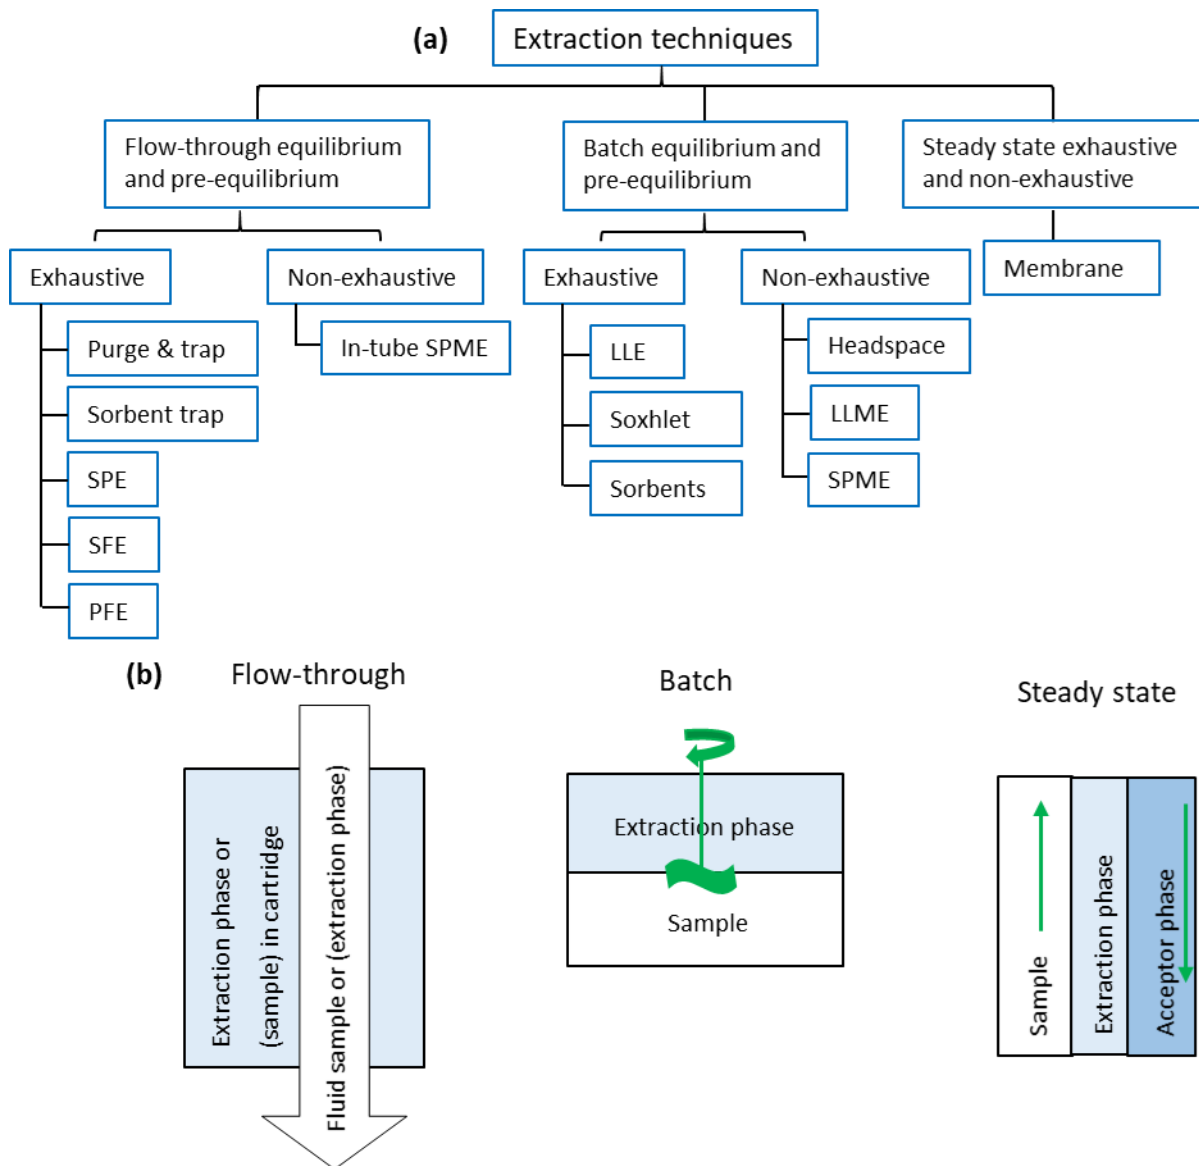 (a)
Extraction techniques
Flow-through equilibrium
and pre-equilibrium
Batch equilibrium and
pre-equilibrium
Steady state exhaustive
and non-exhaustive
Exhaustive
Non-exhaustive
Exhaustive
Non-exhaustive
Membrane
Purge & trap
Sorbent trap
SPE
SFE
PFE
In-tube SPME
LLE
Soxhlet
Sorbents
Headspace
LLME
SPME
(b)
Flow-through
Extraction phase or
(sample) in cartridge
Fluid sample or (extraction phase)
Batch
Extraction phase
Sample
Steady state
Sample
Extraction phase
Acceptor phase